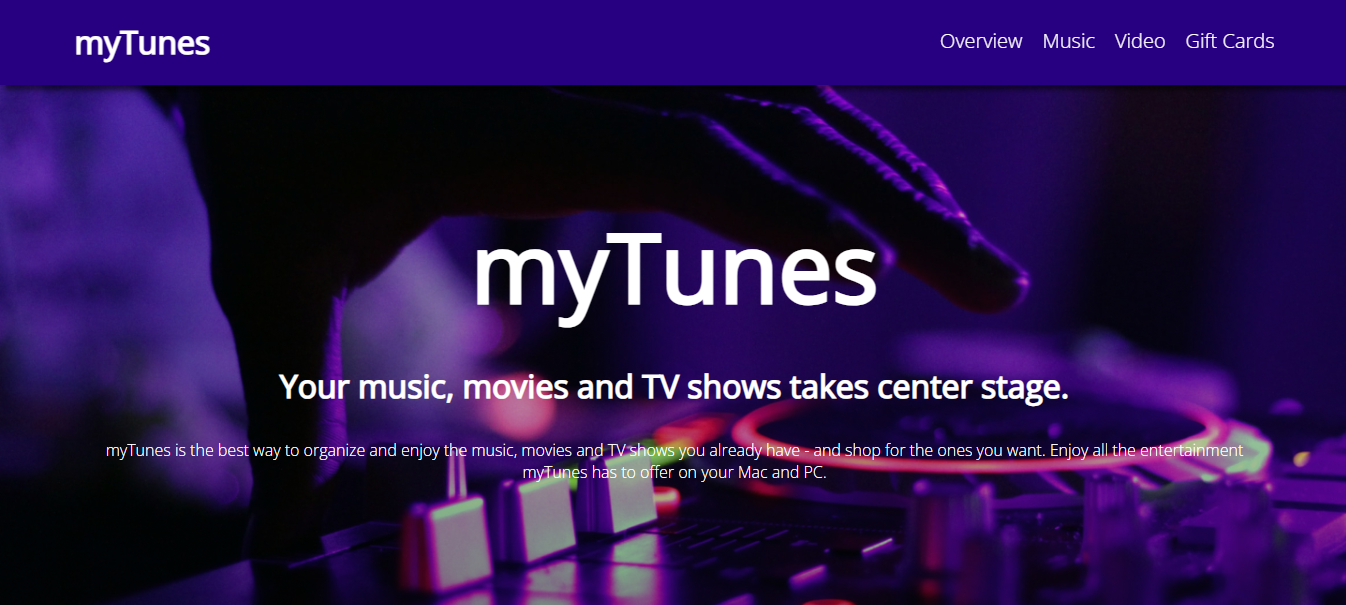 myTunes
Overview Music Video Gift Cards
myTunes
Your music, movies and TV shows takes center stage.
myTunes is the best way to organize and enjoy the music, movies and TV shows you already have - and shop for the ones you want. Enjoy all the entertainment
myTunes has to offer on your Mac and PC.